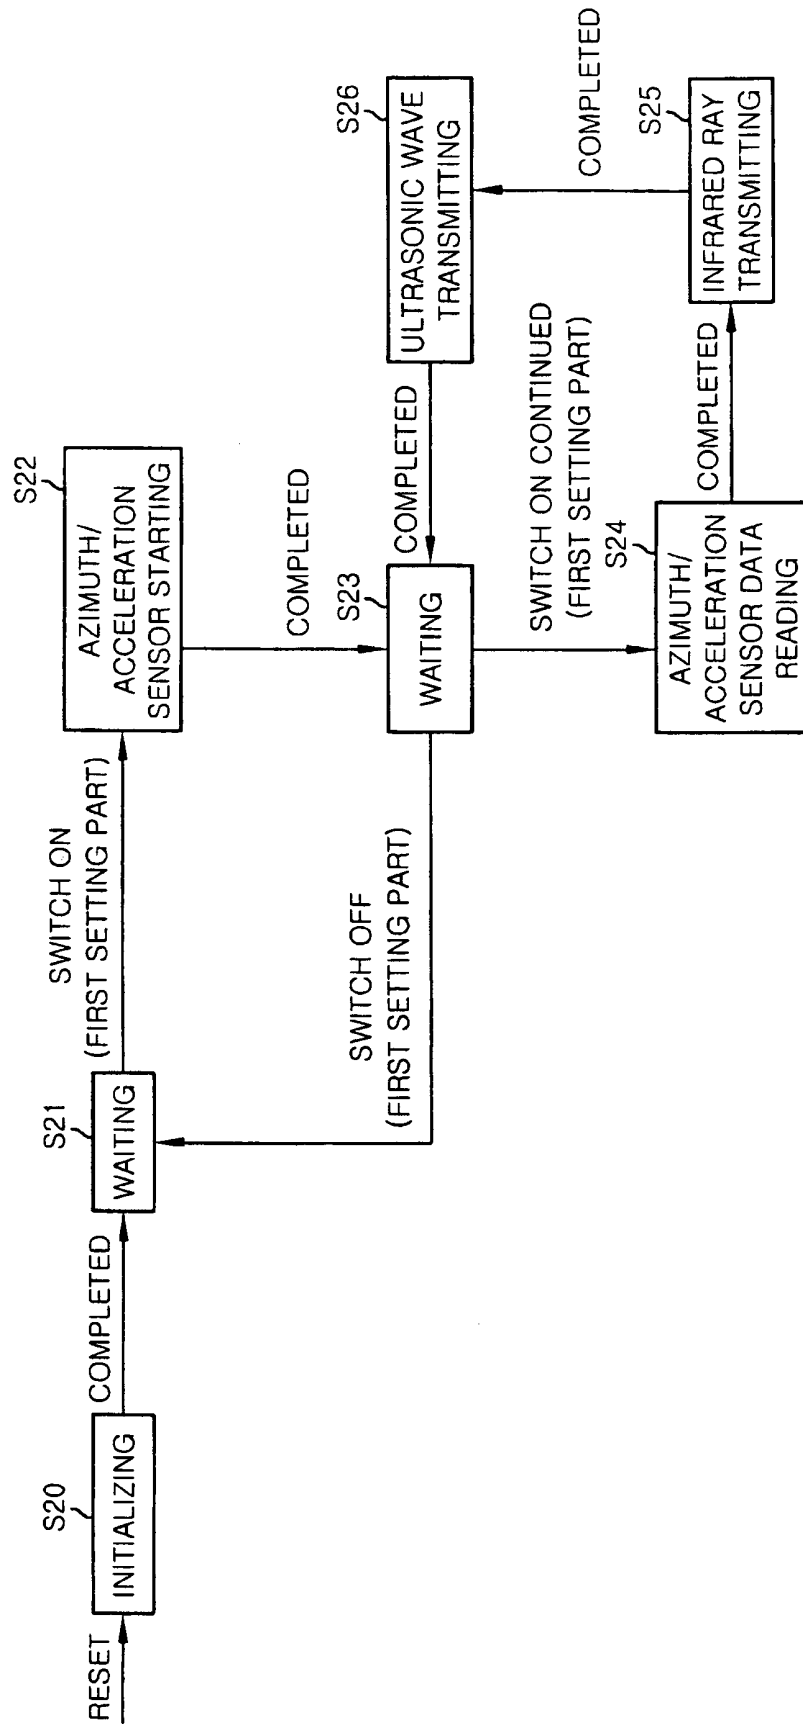 RESET
S20
INITIALIZING
COMPLETED
S21
WAITING
SWITCH ON
(FIRST SETTING PART)
S22
AZIMUTH/
ACCELERATION
SENSOR STARTING
COMPLETED
SWITCH OFF
(FIRST SETTING PART)
S23
WAITING
COMPLETED
S26
ULTRASONIC WAVE
TRANSMITTING
SWITCH ON CONTINUED
(FIRST SETTING PART)
COMPLETED
S24
AZIMUTH/
ACCELERATION
SENSOR DATA
READING
COMPLETED
S25
INFRARED RAY
TRANSMITTING